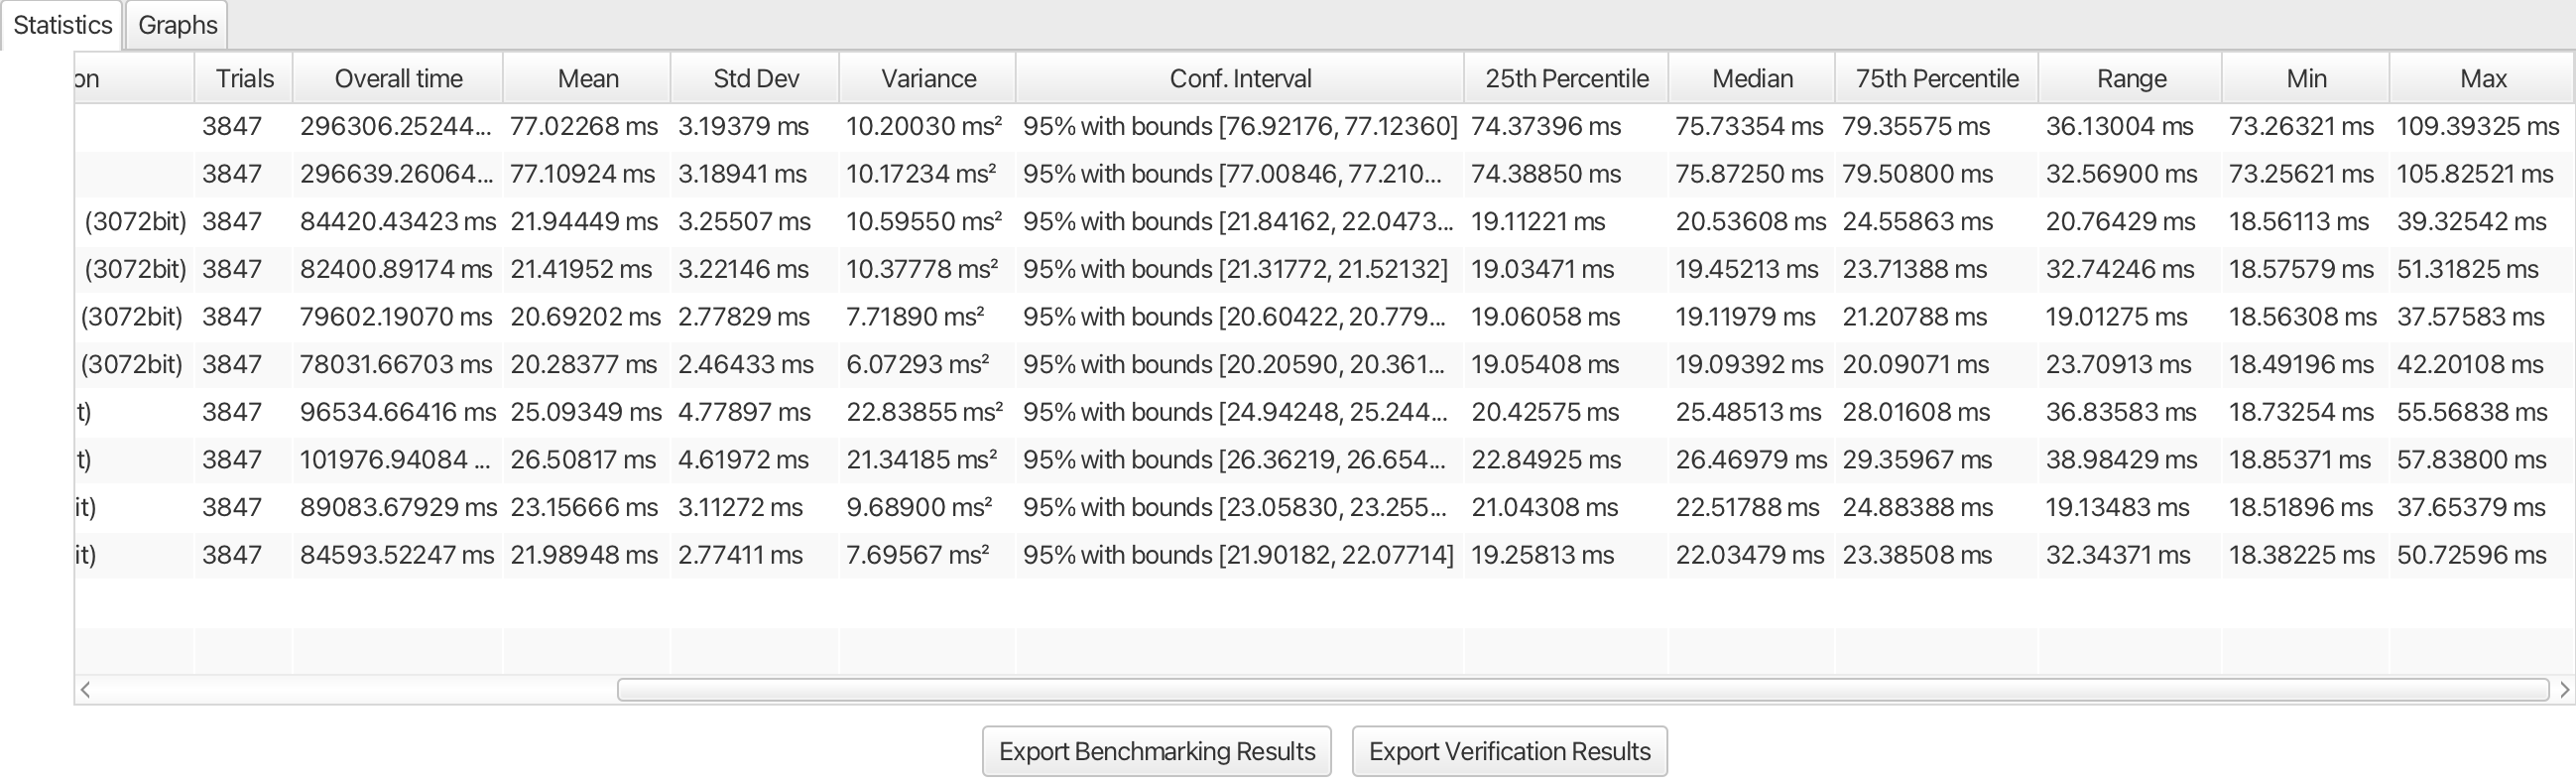 Statistics Graphs
on Trials Overall time Mean Std Dev Variance Conf. Interval 25th Percentile Median 75th Percentile Range Min Max
3847 296306.25244... 77.02268 ms 3.19379 ms 10.20030 ms² 95% with bounds [76.92176, 77.12360] 74.37396 ms 75.73354 ms 79.35575 ms 36.13004 ms 73.26321 ms 109.39325 ms
3847 296639.26064... 77.10924 ms 3.18941 ms 10.17234 ms² 95% with bounds [77.00846, 77.210... 74.38850 ms 75.87250 ms 79.50800 ms 32.56900 ms 73.25621 ms 105.82521 ms
(3072bit) 3847 84420.43423 ms 21.94449 ms 3.25507 ms 10.59550 ms² 95% with bounds [21.84162, 22.0473... 19.11221 ms 20.53608 ms 24.55863 ms 20.76429 ms 18.56113 ms 39.32542 ms
(3072bit) 3847 82400.89174 ms 21.41952 ms 3.22146 ms 10.37778 ms² 95% with bounds [21.31772, 21.52132] 19.03471 ms 19.45213 ms 23.71388 ms 32.74246 ms 18.57579 ms 51.31825 ms
(3072bit) 3847 79602.19070 ms 20.69202 ms 2.77829 ms 7.71890 ms² 95% with bounds [20.60422, 20.779... 19.06058 ms 19.11979 ms 21.20788 ms 19.01275 ms 18.56308 ms 37.57583 ms
(3072bit) 3847 78031.66703 ms 20.28377 ms 2.46433 ms 6.07293 ms² 95% with bounds [20.20590, 20.361... 19.05408 ms 19.09392 ms 20.09071 ms 23.70913 ms 18.49196 ms 42.20108 ms
t) 3847 96534.66416 ms 25.09349 ms 4.77897 ms 22.83855 ms² 95% with bounds [24.94248, 25.244... 20.42575 ms 25.48513 ms 28.01608 ms 36.83583 ms 18.73254 ms 55.56838 ms
t) 3847 101976.94084 ... 26.50817 ms 4.61972 ms 21.34185 ms² 95% with bounds [26.36219, 26.654... 22.84925 ms 26.46979 ms 29.35967 ms 38.98429 ms 18.85371 ms 57.83800 ms
it) 3847 89083.67929 ms 23.15666 ms 3.11272 ms 9.68900 ms² 95% with bounds [23.05830, 23.255... 21.04308 ms 22.51788 ms 24.88388 ms 19.13483 ms 18.51896 ms 37.65379 ms
it) 3847 84593.52247 ms 21.98948 ms 2.77411 ms 7.69567 ms² 95% with bounds [21.90182, 22.07714] 19.25813 ms 22.03479 ms 23.38508 ms 32.34371 ms 18.38225 ms 50.72596 ms
Export Benchmarking Results Export Verification Results